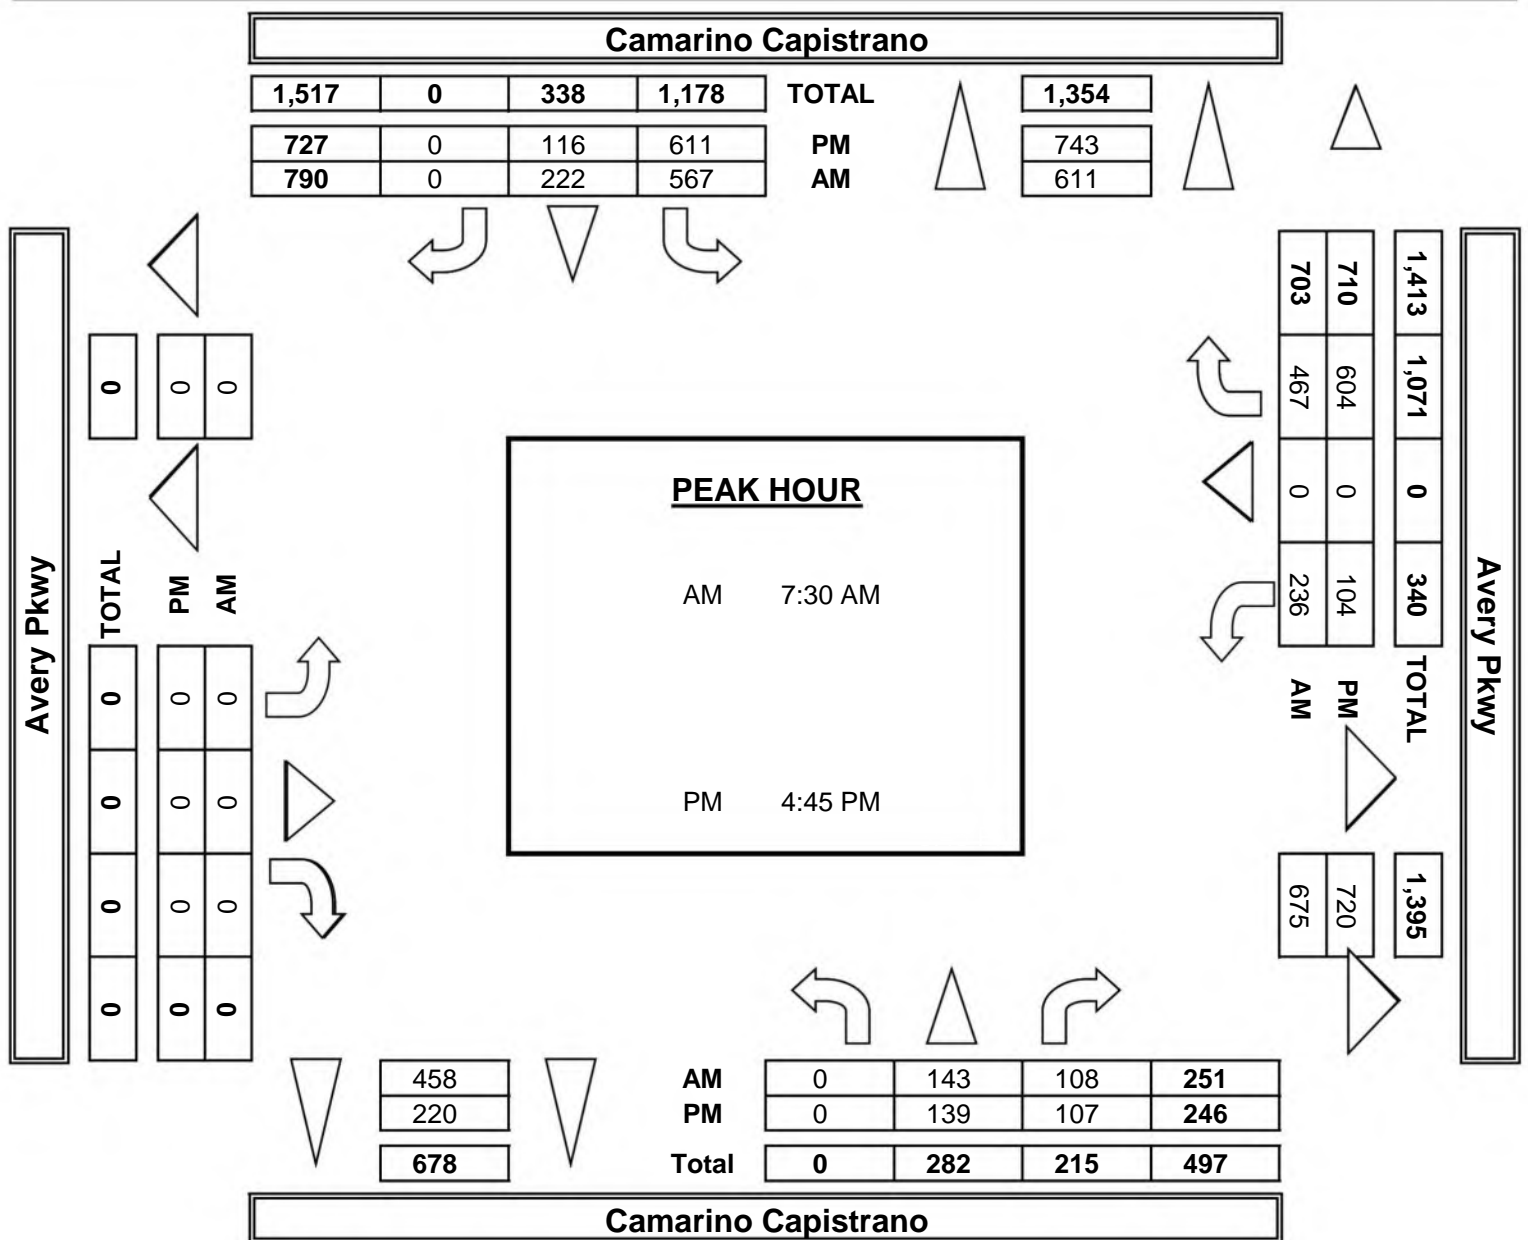 Camarino Capistrano
1,517 0 338 1,178 TOTAL 1,354
727 0 116 611 PM 743
790 0 222 567 AM 611
Avery Pkwy
TOTAL PM AM
0 0 0
0 0 0
0 0 0
0 0 0
0 0 0
PEAK HOUR
AM 7:30 AM
PM 4:45 PM
1,413 1,071 0 340 TOTAL 1,395
710 604 0 104 PM 720
703 467 0 236 AM 675
Avery Pkwy
458 AM 0 143 108 251
220 PM 0 139 107 246
678 Total 0 282 215 497
Camarino Capistrano